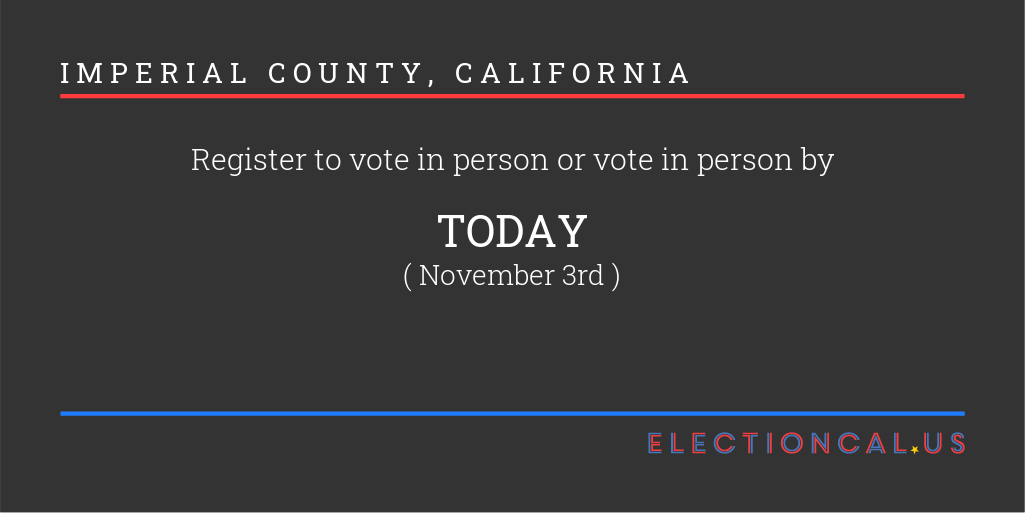 IMPERIAL COUNTY, CALIFORNIA
Register to vote in person or vote in person by
TODAY
( November 3rd )
ELECTIONCAL.US